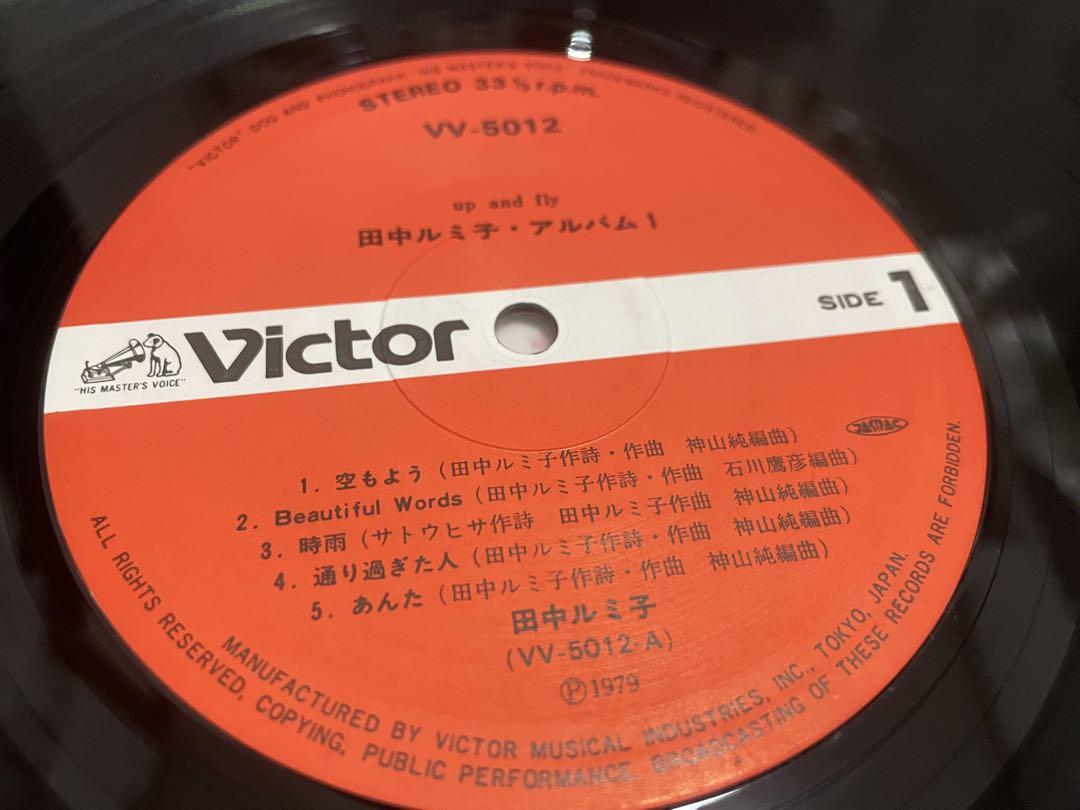 "VICTOR" DOG AND PHONOGRAPH "HIS MASTER'S VOICE" TRADEMARKS REGISTERED
STEREO 33⅓ r.p.m.
VV-5012
up and fly
田中ルミ子・アルバム1
SIDE 1
Victor
"HIS MASTER'S VOICE"
JASRAC
1. 空もよう (田中ルミ子作詩・作曲 神山純編曲)
2. Beautiful Words (田中ルミ子作詩・作曲 石川鷹彦編曲)
3. 時雨 (サトウヒサ作詩 田中ルミ子作曲 神山純編曲)
4. 通り過ぎた人 (田中ルミ子作詩・作曲 神山純編曲)
5. あんた (田中ルミ子作詩・作曲 神山純編曲)
田中ルミ子
(VV-5012-A)
Ⓟ1979
MANUFACTURED BY VICTOR MUSICAL INDUSTRIES, INC., TOKYO, JAPAN.
ALL RIGHTS RESERVED, COPYING, PUBLIC PERFORMANCE, BROADCASTING OF THESE RECORDS ARE FORBIDDEN.